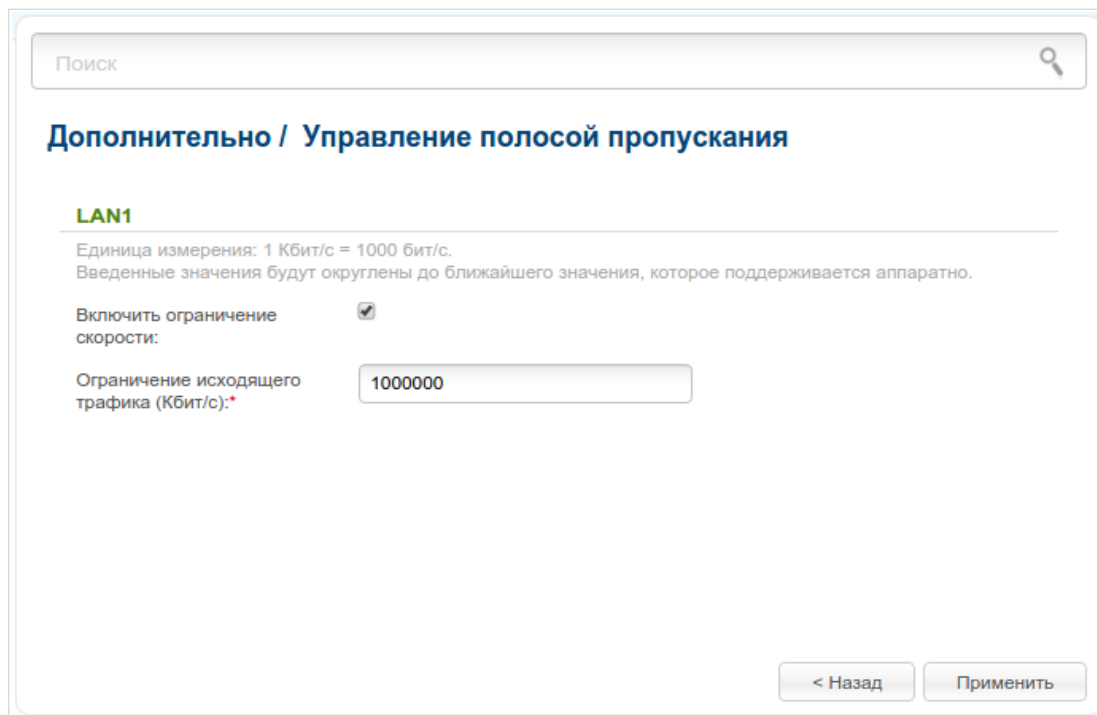 Поиск
Дополнительно / Управление полосой пропускания
LAN1
Единица измерения: 1 Кбит/с = 1000 бит/с.
Введенные значения будут округлены до ближайшего значения, которое поддерживается аппаратно.
Включить ограничение
скорости:
Ограничение исходящего
трафика (Кбит/с):*
1000000
< Назад
Применить